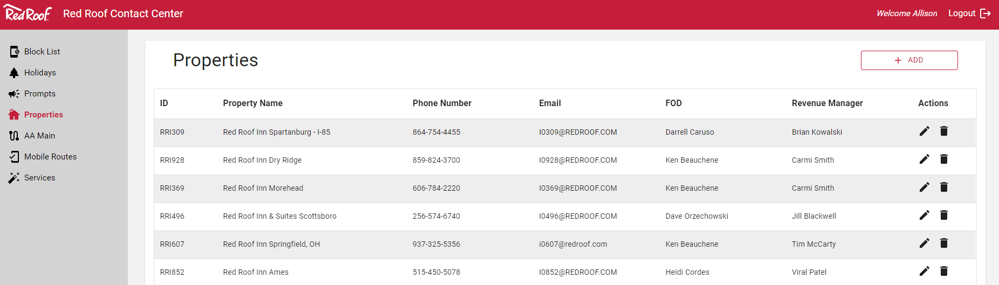 Red Roof Red Roof Contact Center Welcome Allison Logout
Block List
Holidays
Prompts
Properties
AA Main
Mobile Routes
Services
Properties
+ ADD
ID Property Name Phone Number Email FOD Revenue Manager Actions
RRI309 Red Roof Inn Spartanburg - I-85 864-754-4455 I0309@REDROOF.COM Darrell Caruso Brian Kowalski
RRI928 Red Roof Inn Dry Ridge 859-824-3700 I0928@REDROOF.COM Ken Beauchene Carmi Smith
RRI369 Red Roof Inn Morehead 606-784-2220 I0369@REDROOF.COM Ken Beauchene Carmi Smith
RRI496 Red Roof Inn & Suites Scottsboro 256-574-6740 I0496@REDROOF.COM Dave Orzechowski Jill Blackwell
RRI607 Red Roof Inn Springfield, OH 937-325-5356 i0607@redroof.com Ken Beauchene Tim McCarty
RRI852 Red Roof Inn Ames 515-450-5078 I0852@REDROOF.COM Heidi Cordes Viral Patel